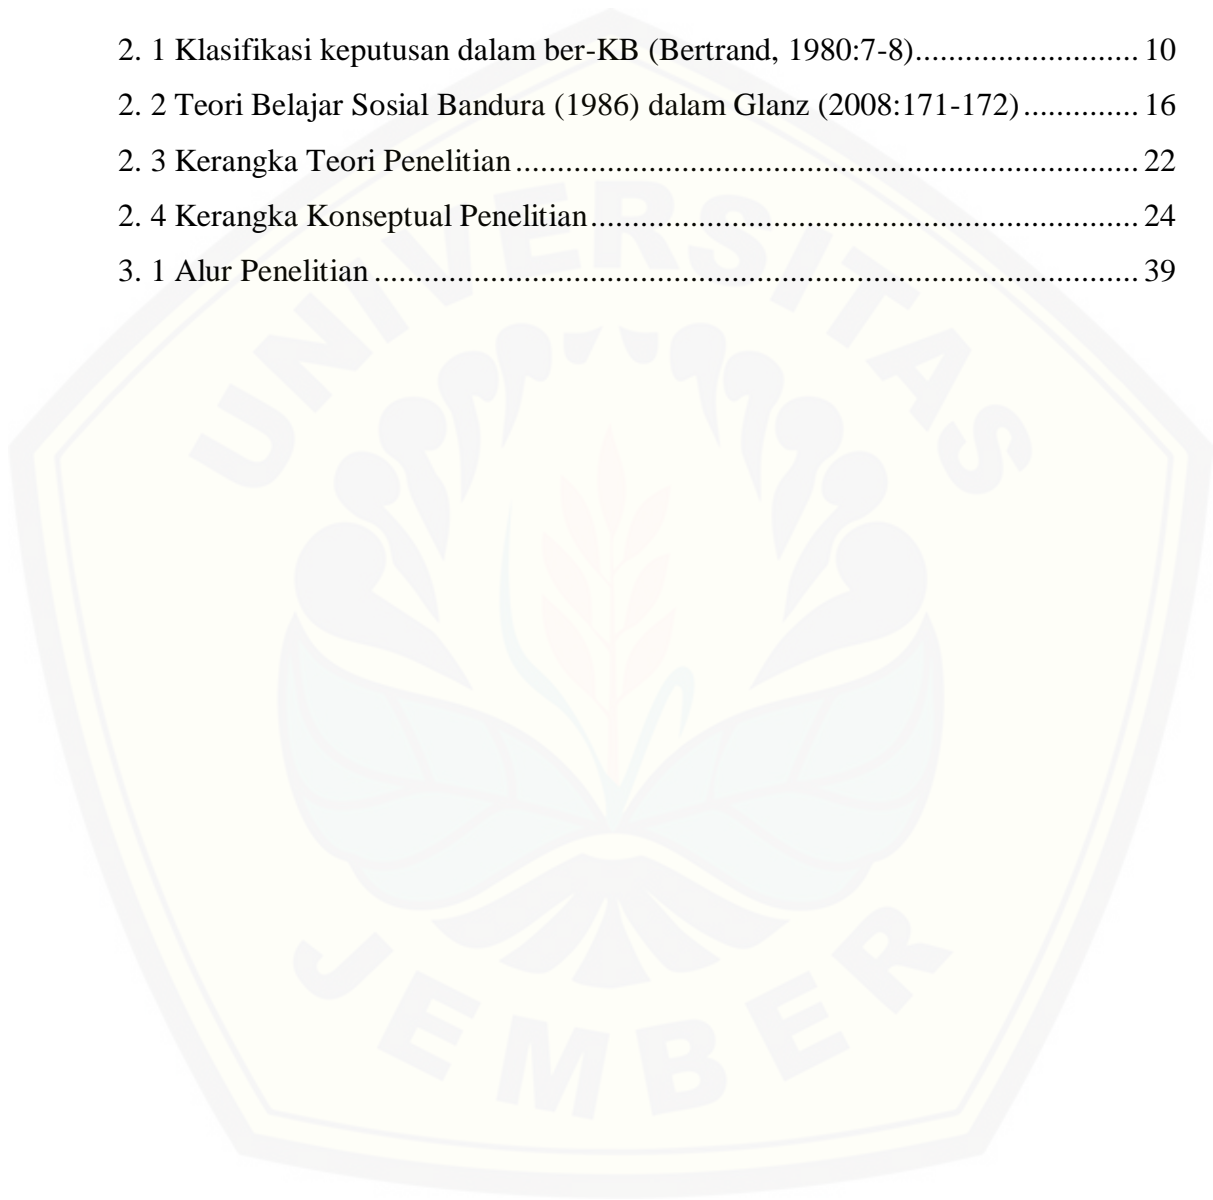 2. 1 Klasifikasi keputusan dalam ber-KB (Bertrand, 1980:7-8)........................... 10
2. 2 Teori Belajar Sosial Bandura (1986) dalam Glanz (2008:171-172).............. 16
2. 3 Kerangka Teori Penelitian........................................................................... 22
2. 4 Kerangka Konseptual Penelitian.................................................................. 24
3. 1 Alur Penelitian............................................................................................. 39
UNIVERSITAS
JEMBER